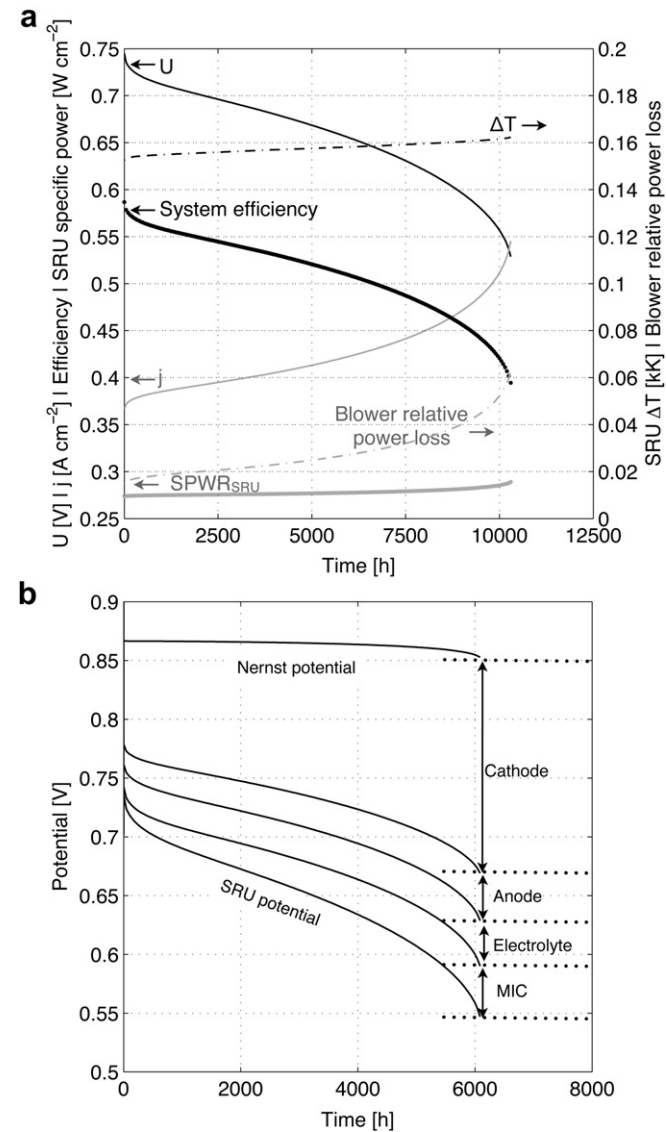 a
U [V] I j [A cm⁻²] I Efficiency I SRU specific power [W cm⁻²]
0.75
0.7
0.65
0.6
0.55
0.5
0.45
0.4
0.35
0.3
0.25
U
ΔT
System efficiency
j
Blower relative
power loss
SPWR_SRU
0.2
0.18
0.16
0.14
0.12
0.1
0.08
0.06
0.04
0.02
0
SRU ΔT [kK] I Blower relative power loss
0 2500 5000 7500 10000 12500
Time [h]
b
Potential [V]
0.9
0.85
0.8
0.75
0.7
0.65
0.6
0.55
0.5
Nernst potential
Cathode
Anode
SRU potential
Electrolyte
MIC
0 2000 4000 6000 8000
Time [h]